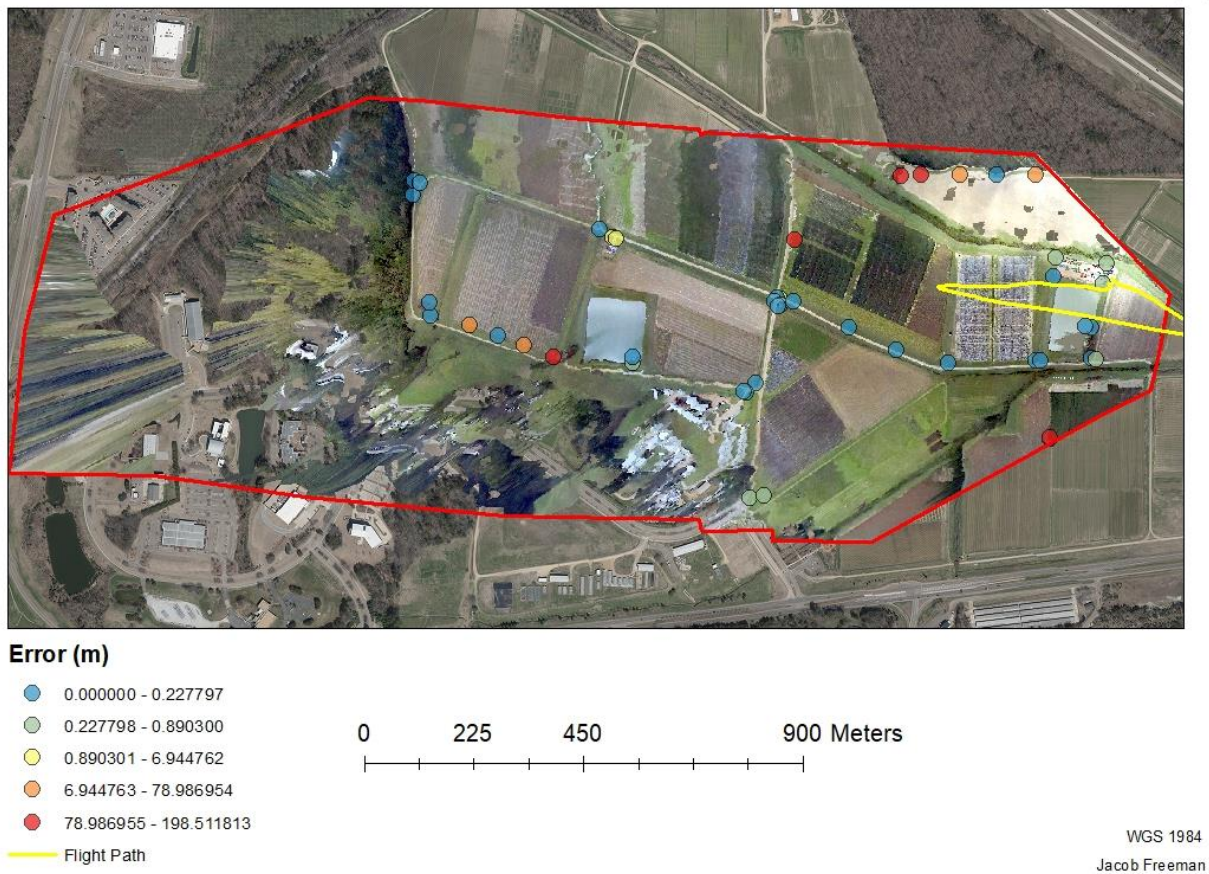 Error (m)
0.000000 - 0.227797
0.227798 - 0.890300
0.890301 - 6.944762
6.944763 - 78.986954
78.986955 - 198.511813
Flight Path
0 225 450 900 Meters
WGS 1984
Jacob Freeman